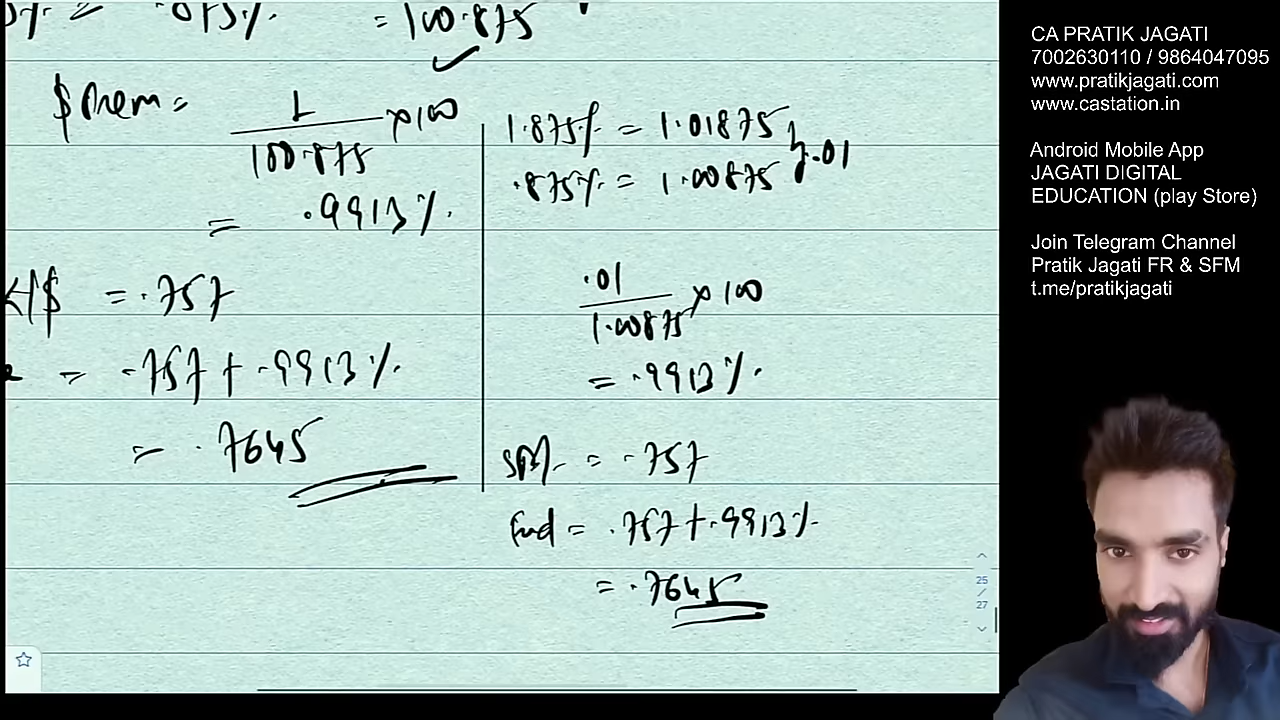 = .875% = 100.875
$ Prem = 1 / 100.875 × 100
= .9913%.
/$ = .757
= .757 + .9913%.
= .7645
1.875% = 1.01875 } .01
.875% = 1.00875
.01 / 1.00875 × 100
= .9913%.
= .757
fwd = .757 + .9913%.
= .7645
25
/
27
CA PRATIK JAGATI
7002630110 / 9864047095
www.pratikjagati.com
www.castation.in
Android Mobile App
JAGATI DIGITAL
EDUCATION (play Store)
Join Telegram Channel
Pratik Jagati FR & SFM
t.me/pratikjagati